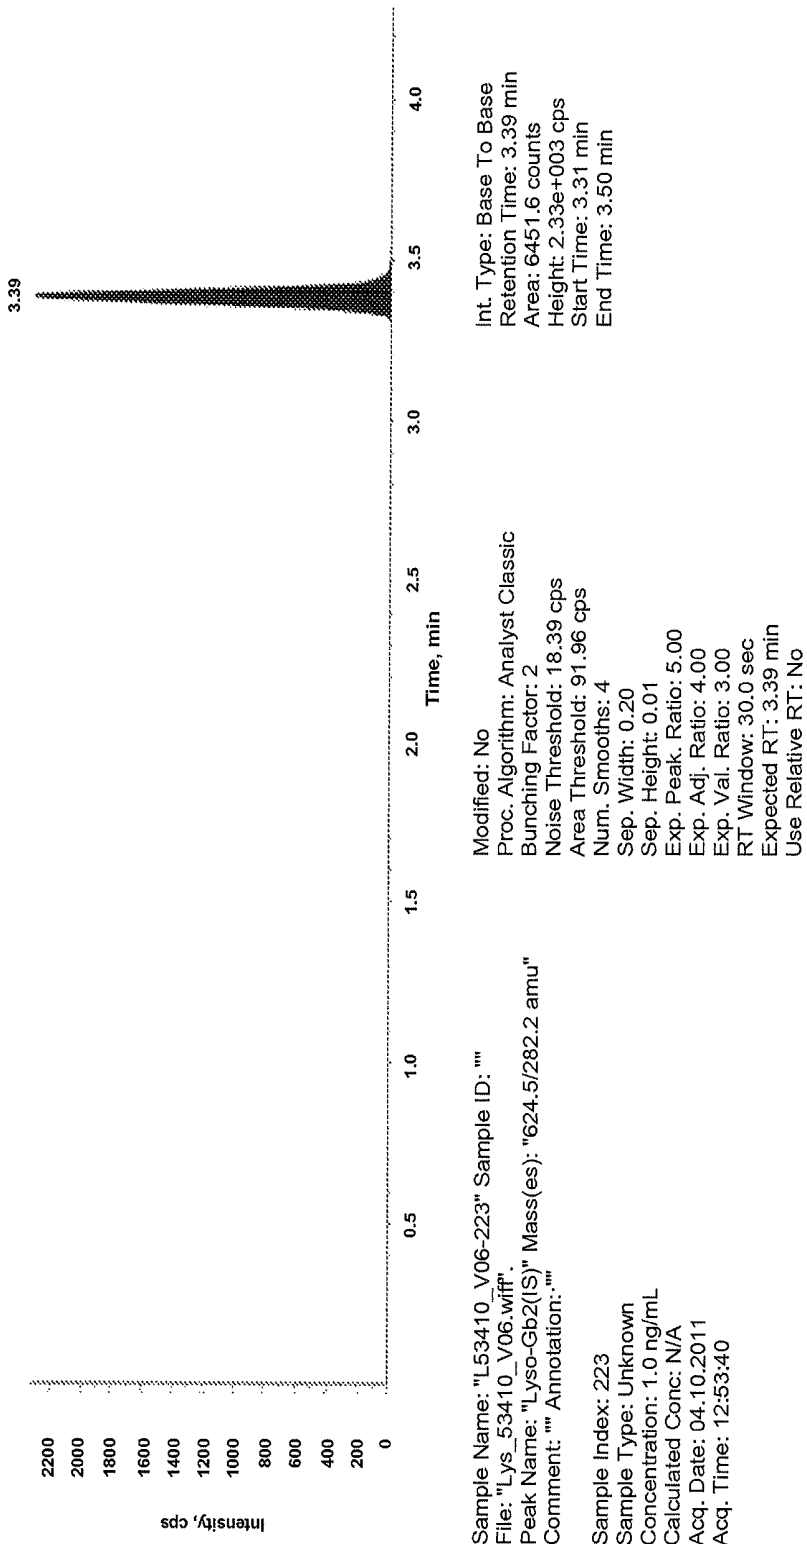 3.39
Intensity, cps
2200
2000
1800
1600
1400
1200
1000
800
600
400
200
0
0.5
1.0
1.5
2.0
2.5
3.0
3.5
4.0
Time, min
Sample Name: "L53410_V06-223" Sample ID: ""
File: "Lys_53410_V06.wiff".
Peak Name: "Lyso-Gb2(IS)" Mass(es): "624.5/282.2 amu"
Comment: "" Annotation: ""
Sample Index: 223
Sample Type: Unknown
Concentration: 1.0 ng/mL
Calculated Conc: N/A
Acq. Date: 04.10.2011
Acq. Time: 12:53:40
Modified: No
Proc. Algorithm: Analyst Classic
Bunching Factor: 2
Noise Threshold: 18.39 cps
Area Threshold: 91.96 cps
Num. Smooths: 4
Sep. Width: 0.20
Sep. Height: 0.01
Exp. Peak. Ratio: 5.00
Exp. Adj. Ratio: 4.00
Exp. Val. Ratio: 3.00
RT Window: 30.0 sec
Expected RT: 3.39 min
Use Relative RT: No
Int. Type: Base To Base
Retention Time: 3.39 min
Area: 6451.6 counts
Height: 2.33e+003 cps
Start Time: 3.31 min
End Time: 3.50 min